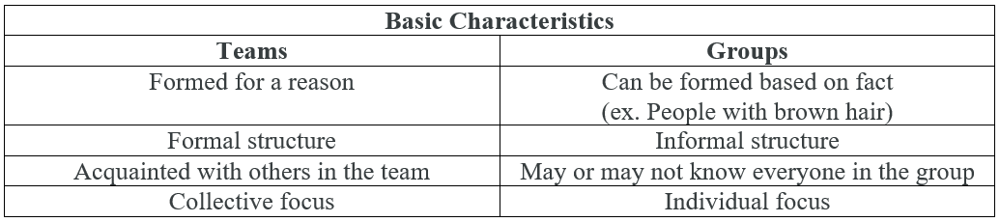 Basic Characteristics
Teams Groups
Formed for a reason Can be formed based on fact
(ex. People with brown hair)
Formal structure Informal structure
Acquainted with others in the team May or may not know everyone in the group
Collective focus Individual focus